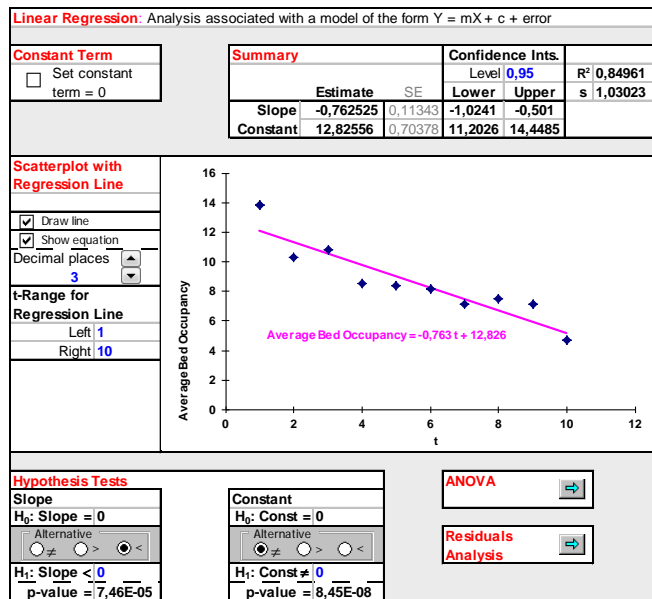 Linear Regression: Analysis associated with a model of the form Y = mX + c + error
Constant Term
Set constant
term = 0
Summary
Confidence Ints.
Level 0,95
Estimate SE Lower Upper
Slope -0,762525 0,11343 -1,0241 -0,501
Constant 12,82556 0,70378 11,2026 14,4485
R² 0,84961
s 1,03023
Scatterplot with
Regression Line
Draw line
Show equation
Decimal places
3
t-Range for
Regression Line
Left 1
Right 10
16
14
12
10
8
6
4
2
0
Average Bed Occupancy
Average Bed Occupancy = -0,763 t + 12,826
0 2 4 6 8 10 12
t
Hypothesis Tests
Slope
H₀: Slope = 0
Alternative
≠ > <
H₁: Slope < 0
p-value = 7,46E-05
Constant
H₀: Const = 0
Alternative
≠ > <
H₁: Const ≠ 0
p-value = 8,45E-08
ANOVA
Residuals
Analysis